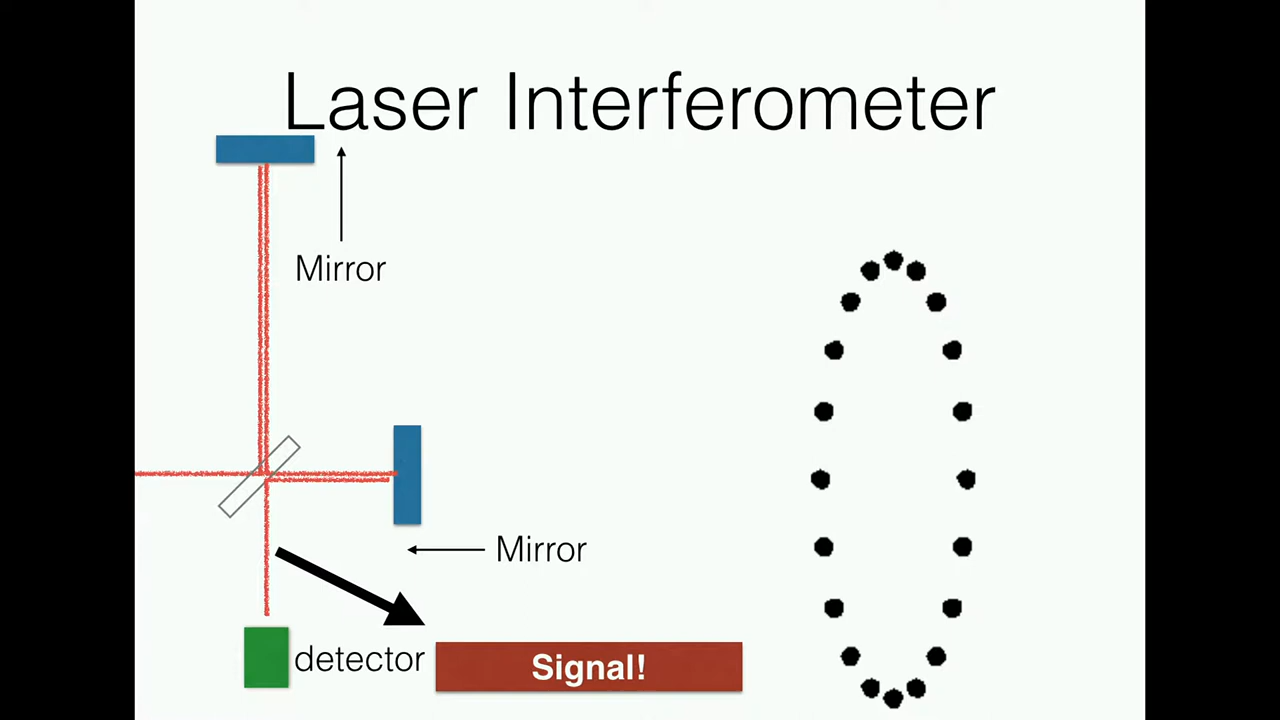 Laser Interferometer
Mirror
Mirror
detector
Signal!